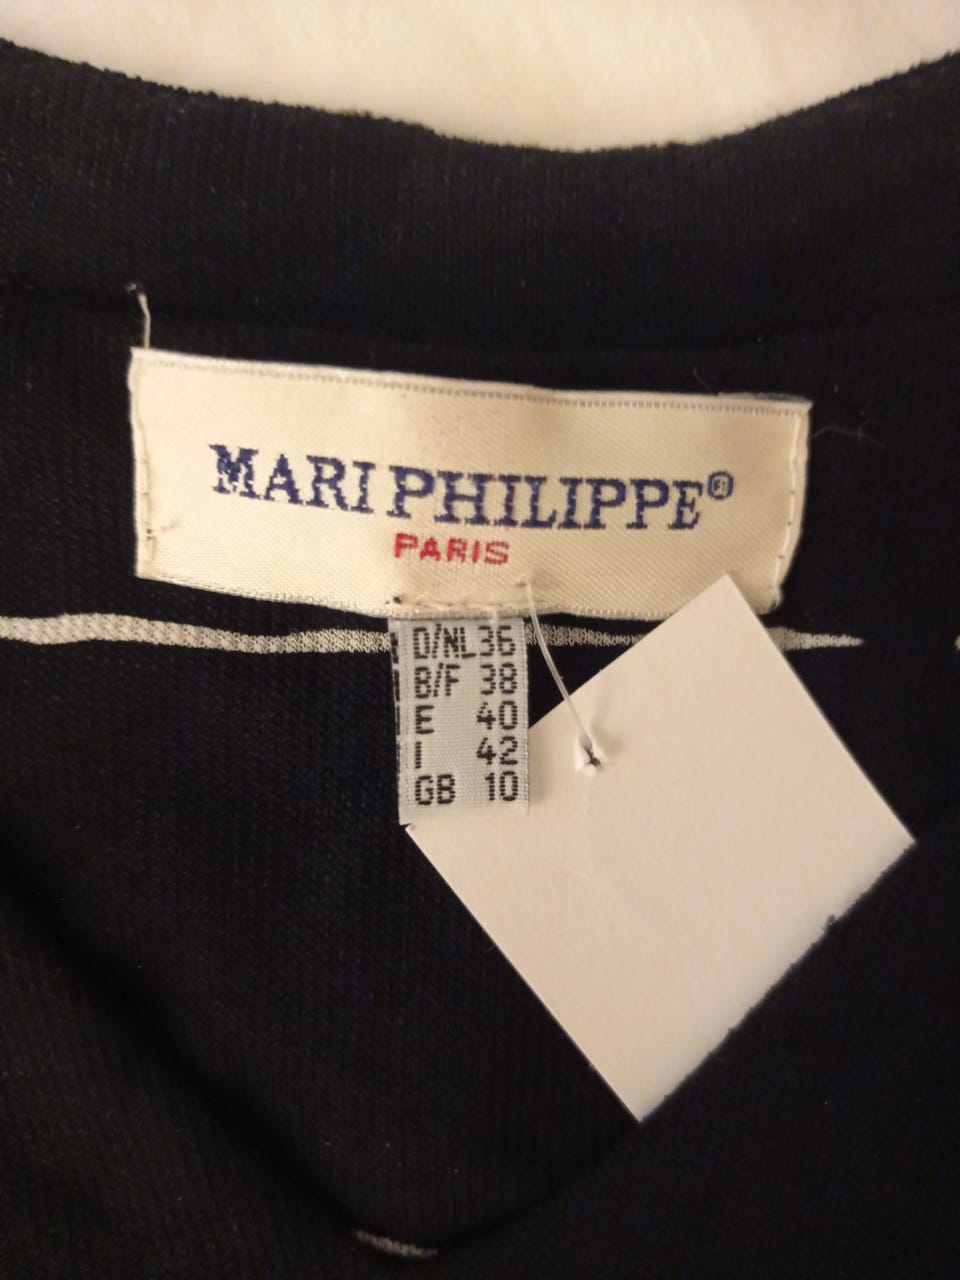 MARI PHILIPPE®
PARIS
D/NL 36
B/F 38
E 40
I 42
GB 10